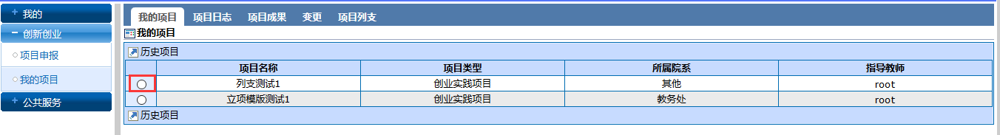 我的
创新创业
项目申报
我的项目
公共服务
我的项目 项目日志 项目成果 变更 项目列支
我的项目
历史项目
项目名称 项目类型 所属院系 指导教师
列支测试1 创业实践项目 其他 root
立项模版测试1 创业实践项目 教务处 root
历史项目